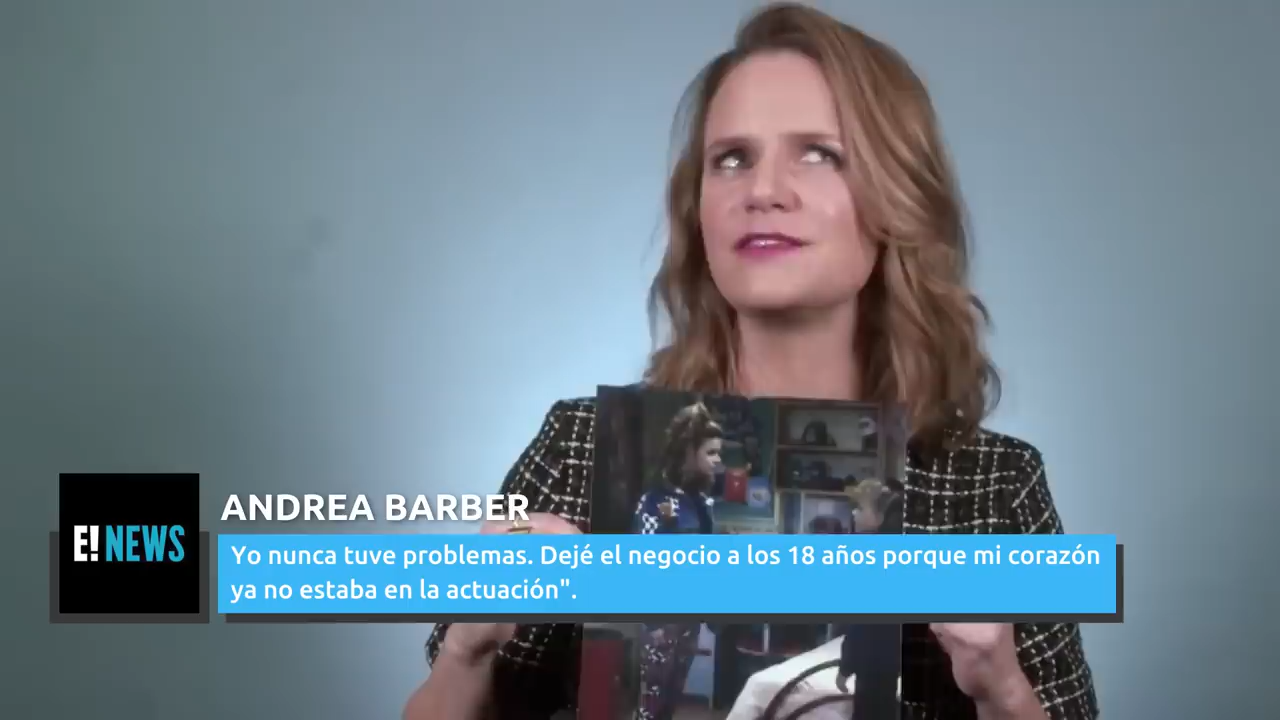 E! NEWS
ANDREA BARBER
Yo nunca tuve problemas. Dejé el negocio a los 18 años porque mi corazón
ya no estaba en la actuación".